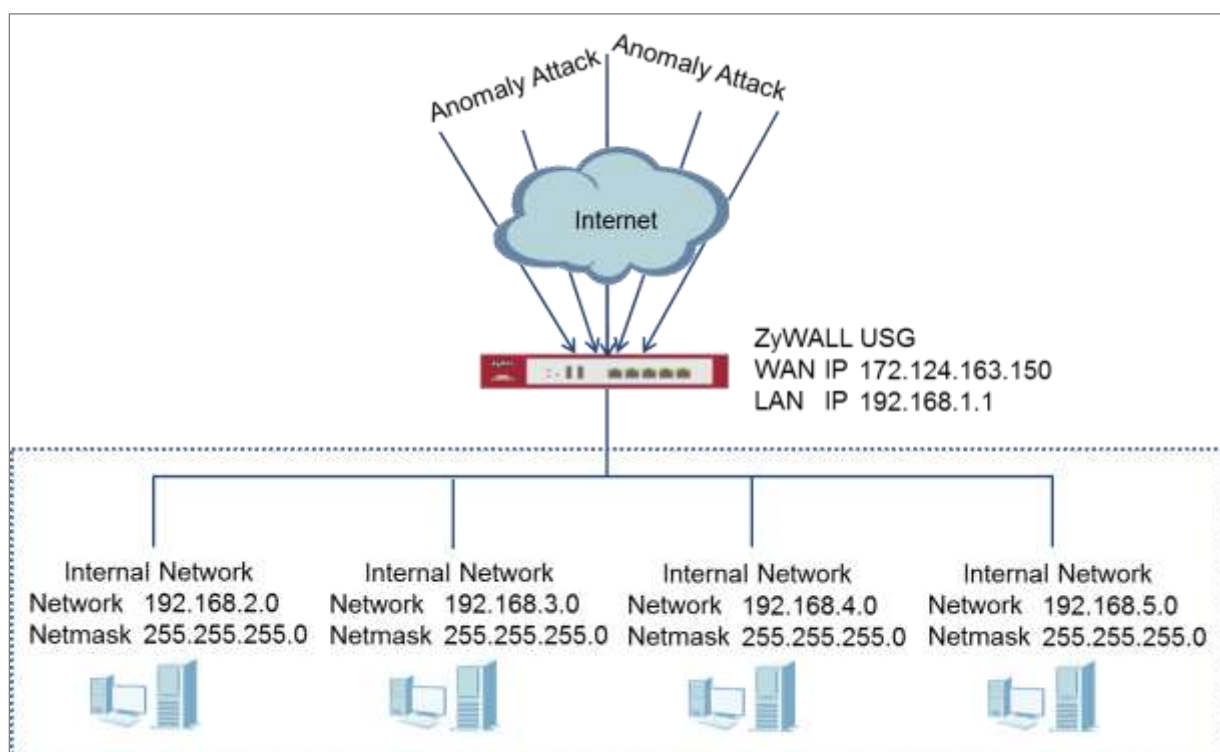 Anomaly Attack
Anomaly Attack
Internet
ZyWALL USG
WAN IP 172.124.163.150
LAN IP 192.168.1.1
Internal Network
Network 192.168.2.0
Netmask 255.255.255.0
Internal Network
Network 192.168.3.0
Netmask 255.255.255.0
Internal Network
Network 192.168.4.0
Netmask 255.255.255.0
Internal Network
Network 192.168.5.0
Netmask 255.255.255.0